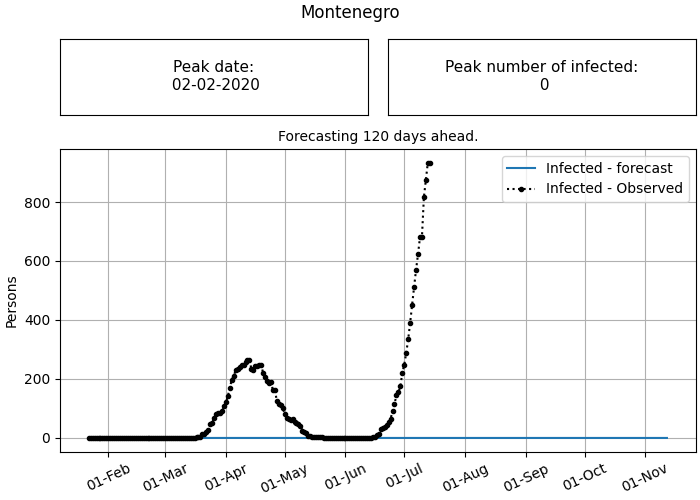 Montenegro
Peak date:
02-02-2020
Peak number of infected:
0
Forecasting 120 days ahead.
Infected - forecast
Infected - Observed
Persons
800
600
400
200
0
01-Feb
01-Mar
01-Apr
01-May
01-Jun
01-Jul
01-Aug
01-Sep
01-Oct
01-Nov